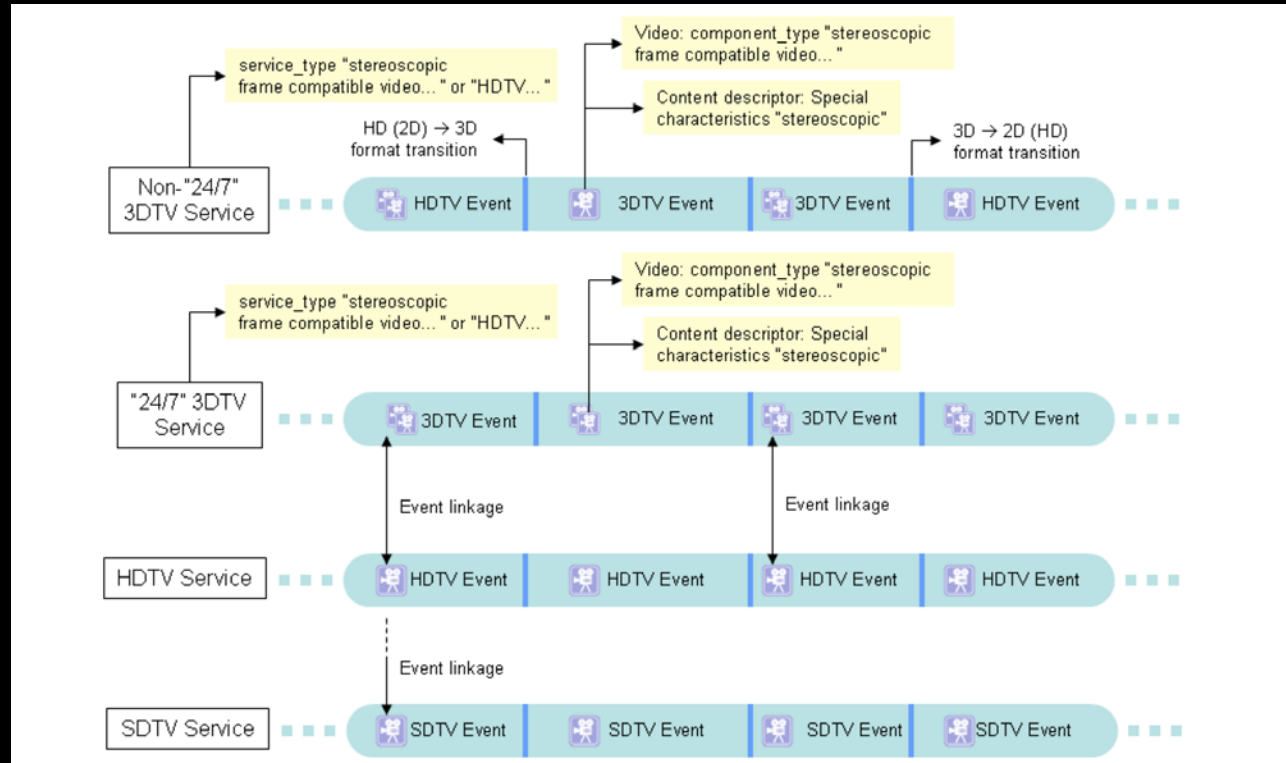 Video: component_type "stereoscopic
frame compatible video... "
service_type "stereoscopic
frame compatible video... " or "HDTV... "
Content descriptor: Special
characteristics "stereoscopic"
HD (2D) → 3D
format transition
3D → 2D (HD)
format transition
Non-"24/7"
3DTV Service
HDTV Event
3DTV Event
3DTV Event
HDTV Event
Video: component_type "stereoscopic
frame compatible video... "
service_type "stereoscopic
frame compatible video... " or "HDTV... "
Content descriptor: Special
characteristics "stereoscopic"
"24/7" 3DTV
Service
3DTV Event
3DTV Event
3DTV Event
3DTV Event
Event linkage
Event linkage
HDTV Service
HDTV Event
HDTV Event
HDTV Event
HDTV Event
Event linkage
SDTV Service
SDTV Event
SDTV Event
SDTV Event
SDTV Event